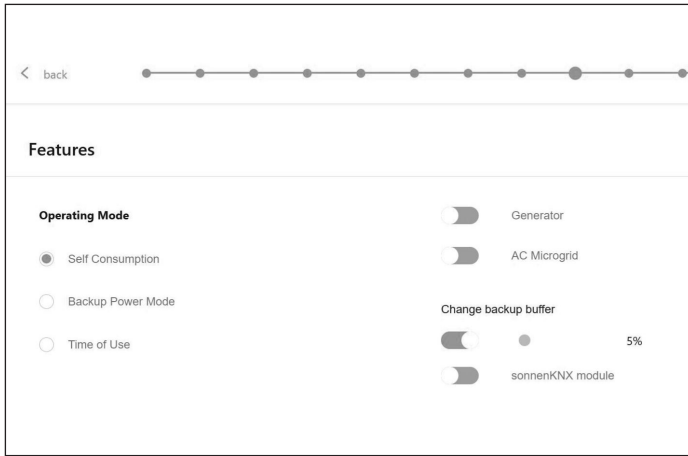 back
Features
Operating Mode
Self Consumption
Backup Power Mode
Time of Use
Generator
AC Microgrid
Change backup buffer
5%
sonnenKNX module